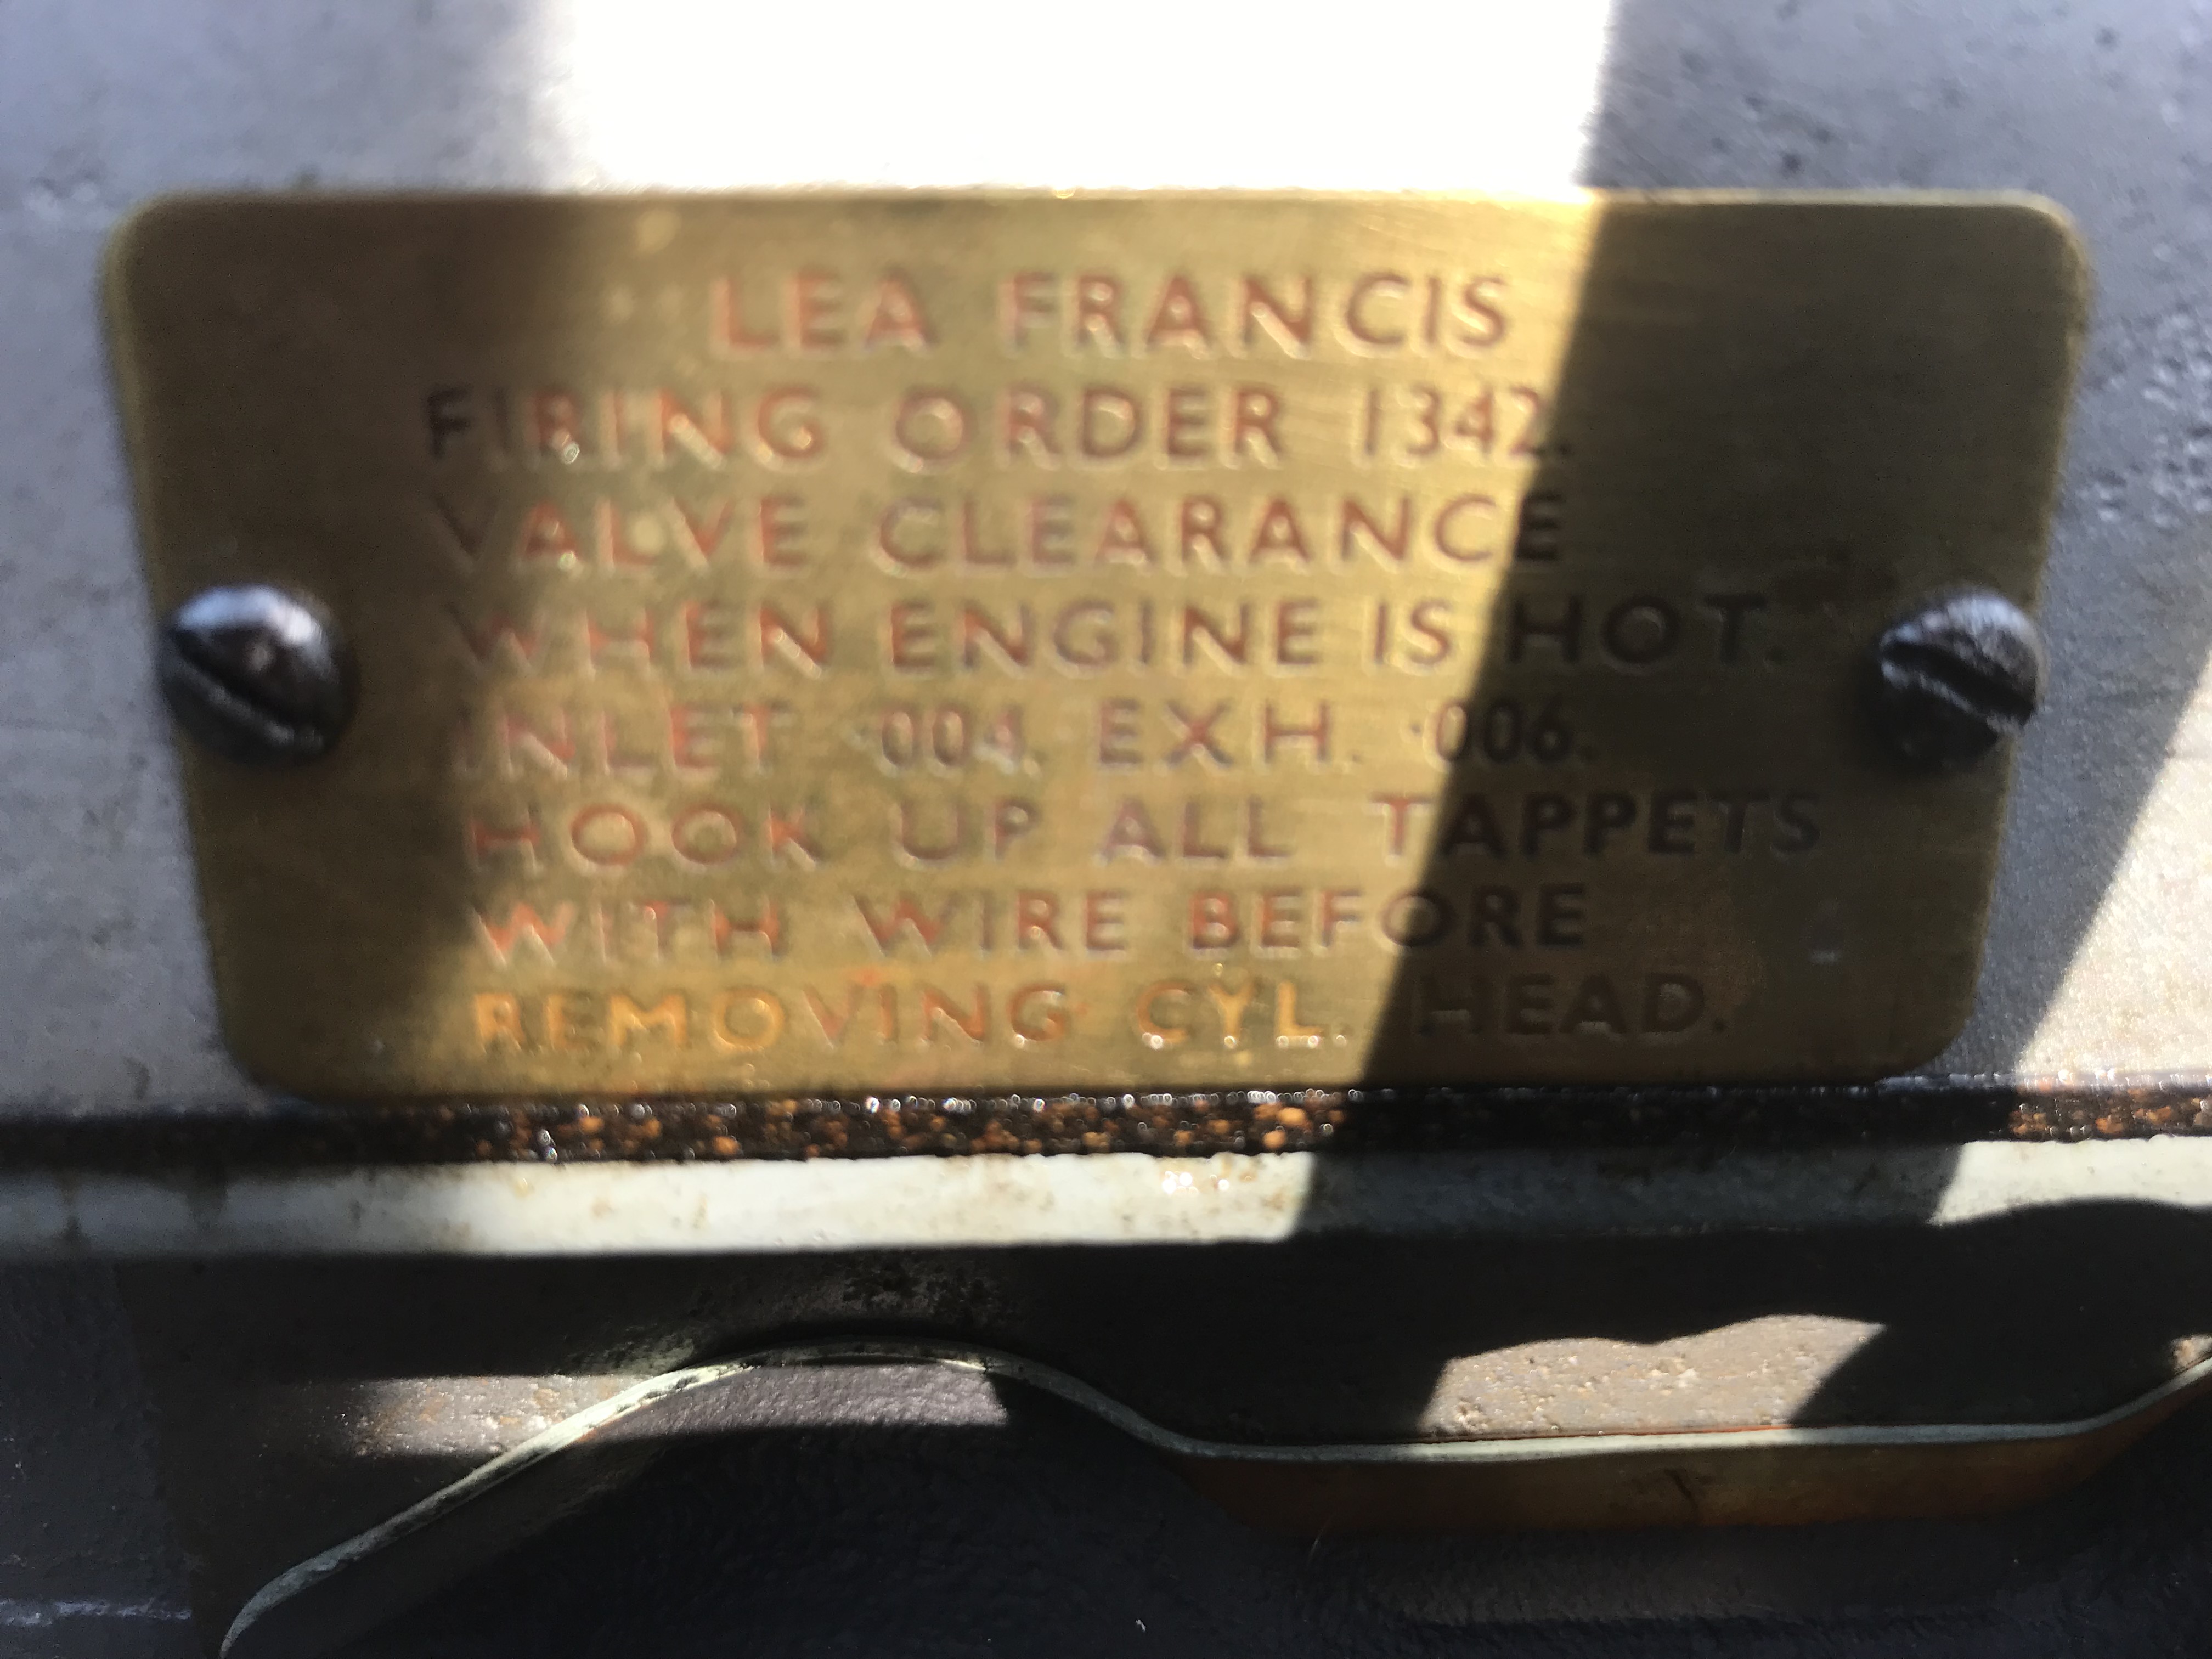 LEA FRANCIS
FIRING ORDER 1342.
VALVE CLEARANCE
WHEN ENGINE IS HOT.
INLET ·004. EXH. ·006.
HOOK UP ALL TAPPETS
WITH WIRE BEFORE
REMOVING CYL. HEAD.